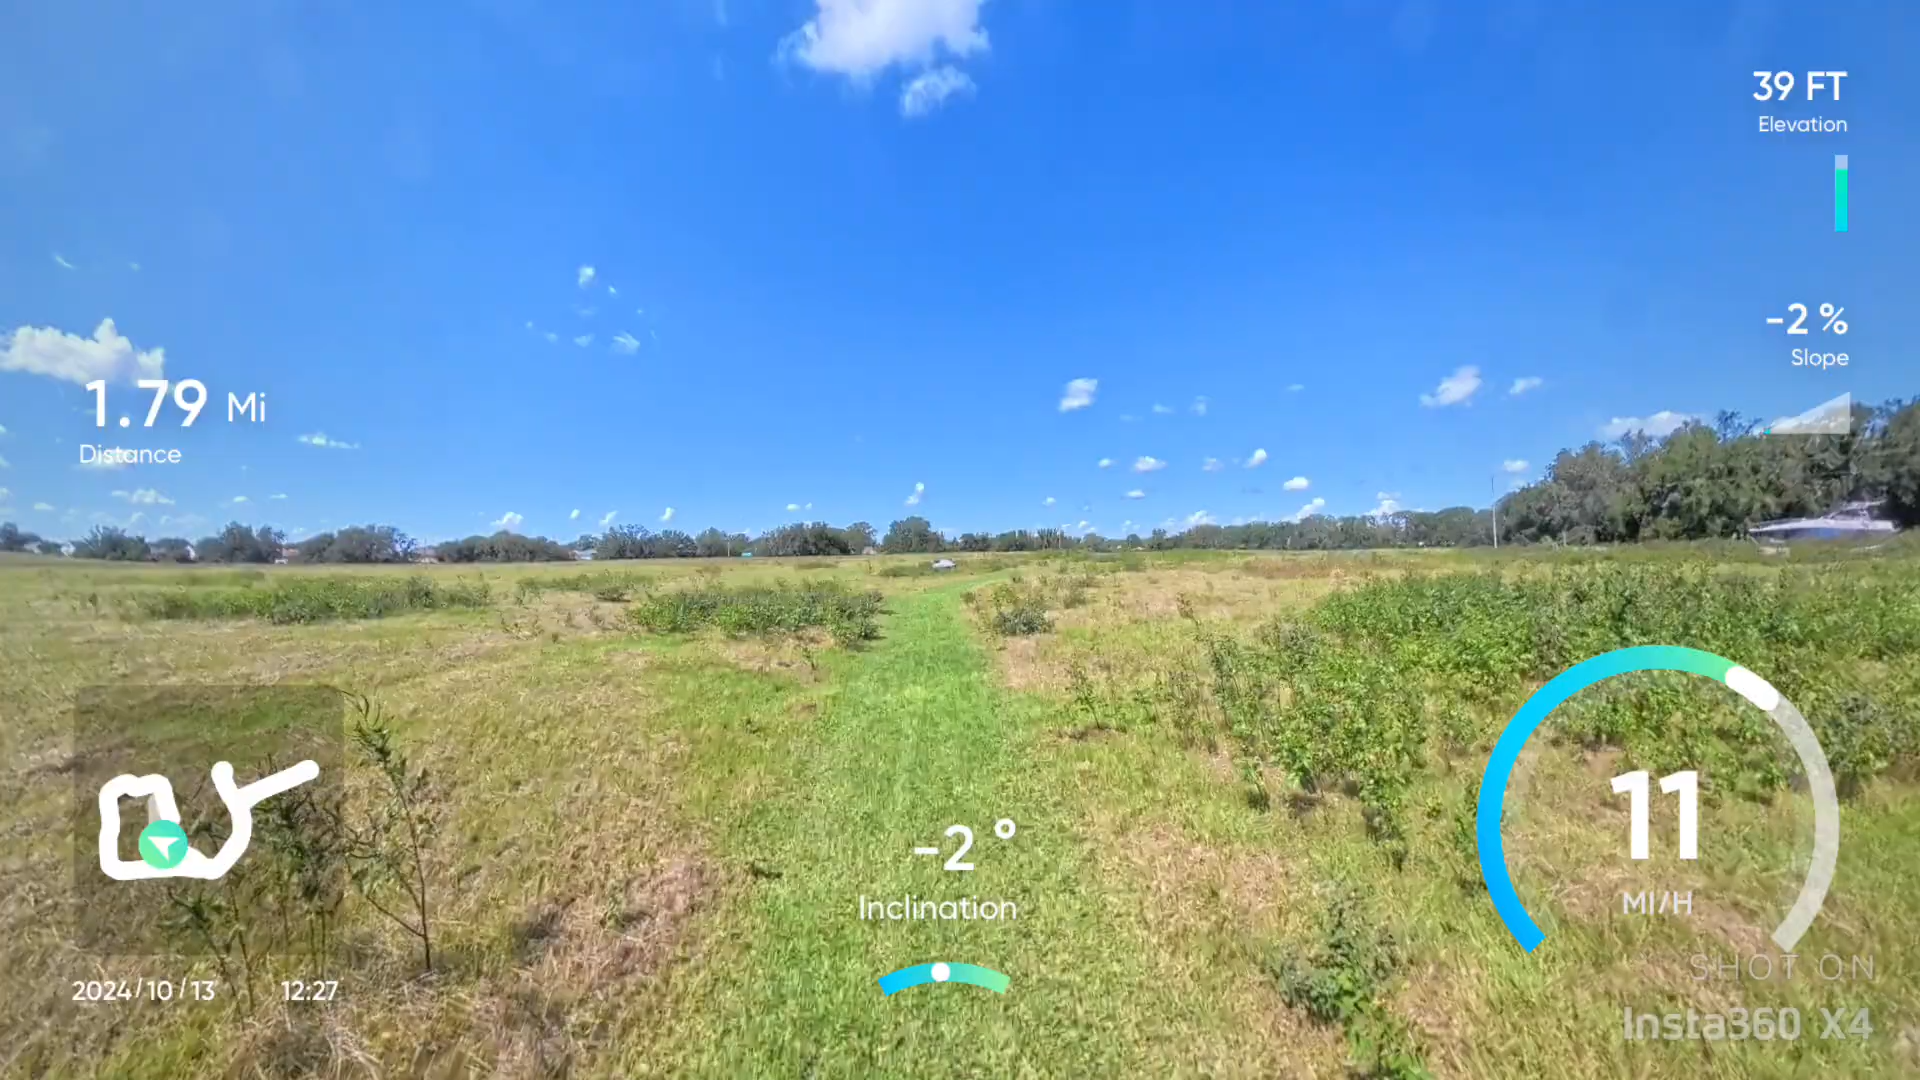 39 FT
Elevation
-2 %
Slope
1.79 Mi
Distance
11
MI/H
-2 °
Inclination
2024/10/13 12:27
SHOT ON
Insta360 X4